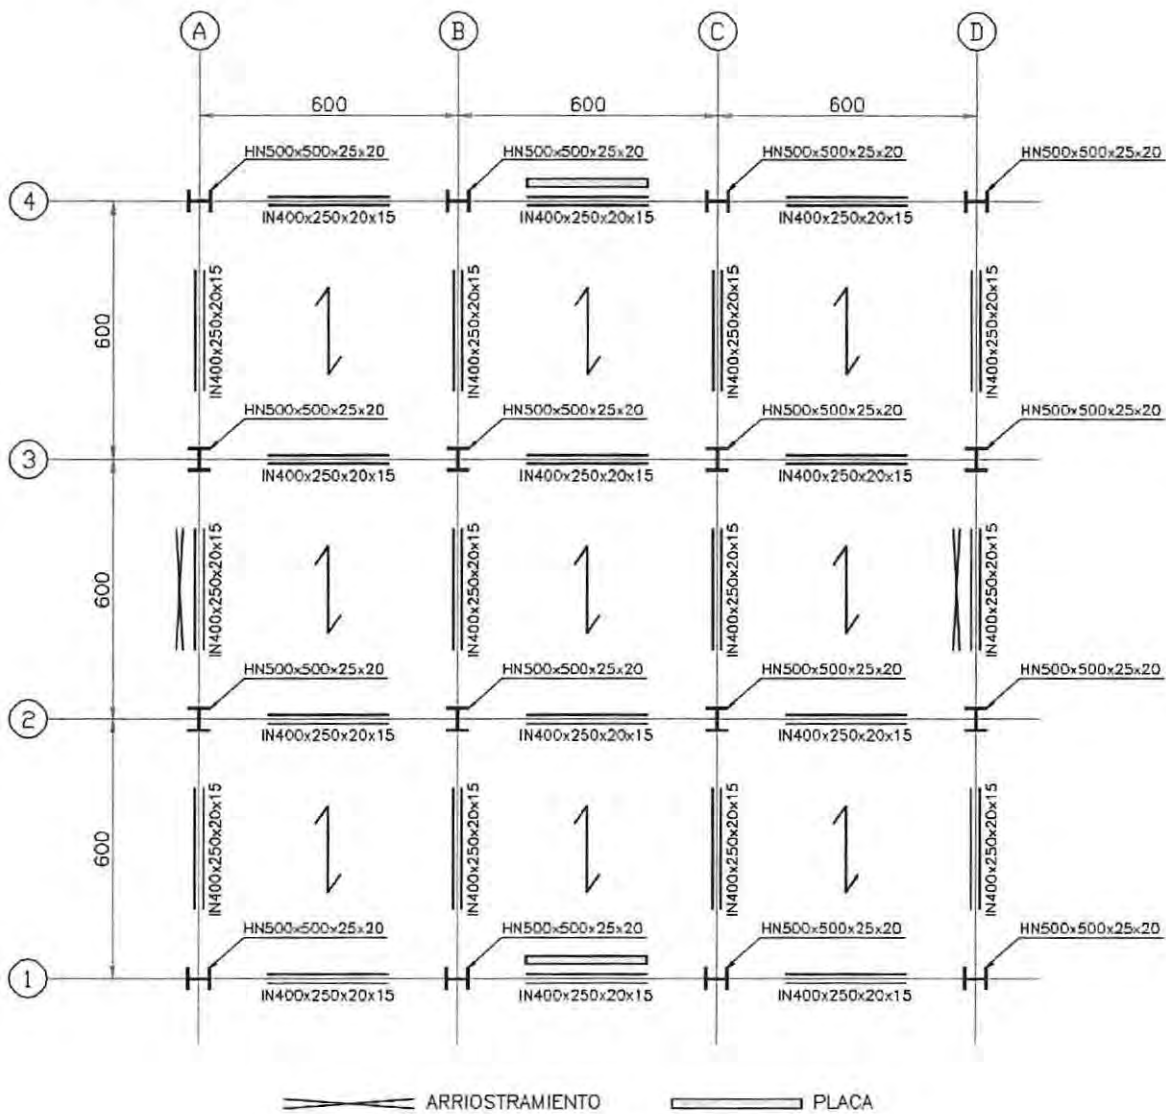 A B C D
600 600 600
HN500x500x25x20 HN500x500x25x20 HN500x500x25x20 HN500x500x25x20
4
IN400x250x20x15 IN400x250x20x15 IN400x250x20x15
600 IN400x250x20x15 IN400x250x20x15 IN400x250x20x15 IN400x250x20x15
HN500x500x25x20 HN500x500x25x20 HN500x500x25x20 HN500x500x25x20
3
IN400x250x20x15 IN400x250x20x15 IN400x250x20x15
600 IN400x250x20x15 IN400x250x20x15 IN400x250x20x15 IN400x250x20x15
HN500x500x25x20 HN500x500x25x20 HN500x500x25x20 HN500x500x25x20
2
IN400x250x20x15 IN400x250x20x15 IN400x250x20x15
600 IN400x250x20x15 IN400x250x20x15 IN400x250x20x15 IN400x250x20x15
HN500x500x25x20 HN500x500x25x20 HN500x500x25x20 HN500x500x25x20
1
IN400x250x20x15 IN400x250x20x15 IN400x250x20x15
ARRIOSTRAMIENTO PLACA